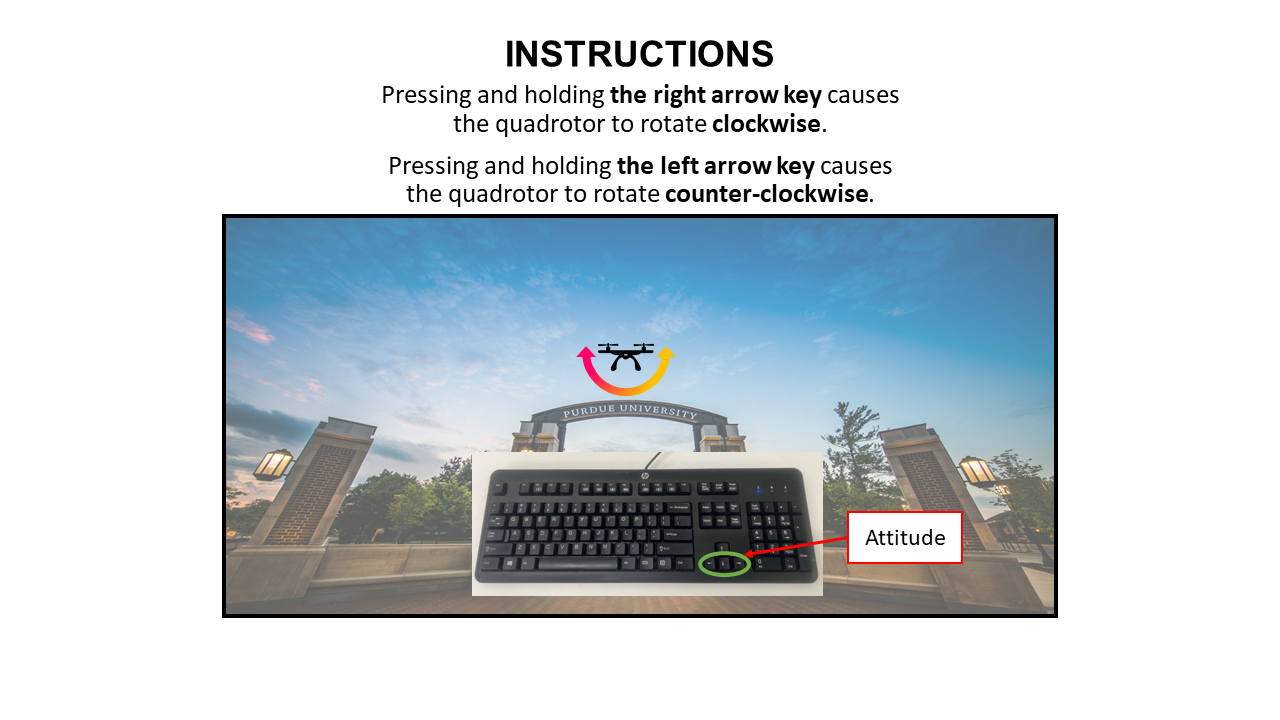 INSTRUCTIONS
Pressing and holding the right arrow key causes
the quadrotor to rotate clockwise.
Pressing and holding the left arrow key causes
the quadrotor to rotate counter-clockwise.
PURDUE UNIVERSITY
hp
Attitude